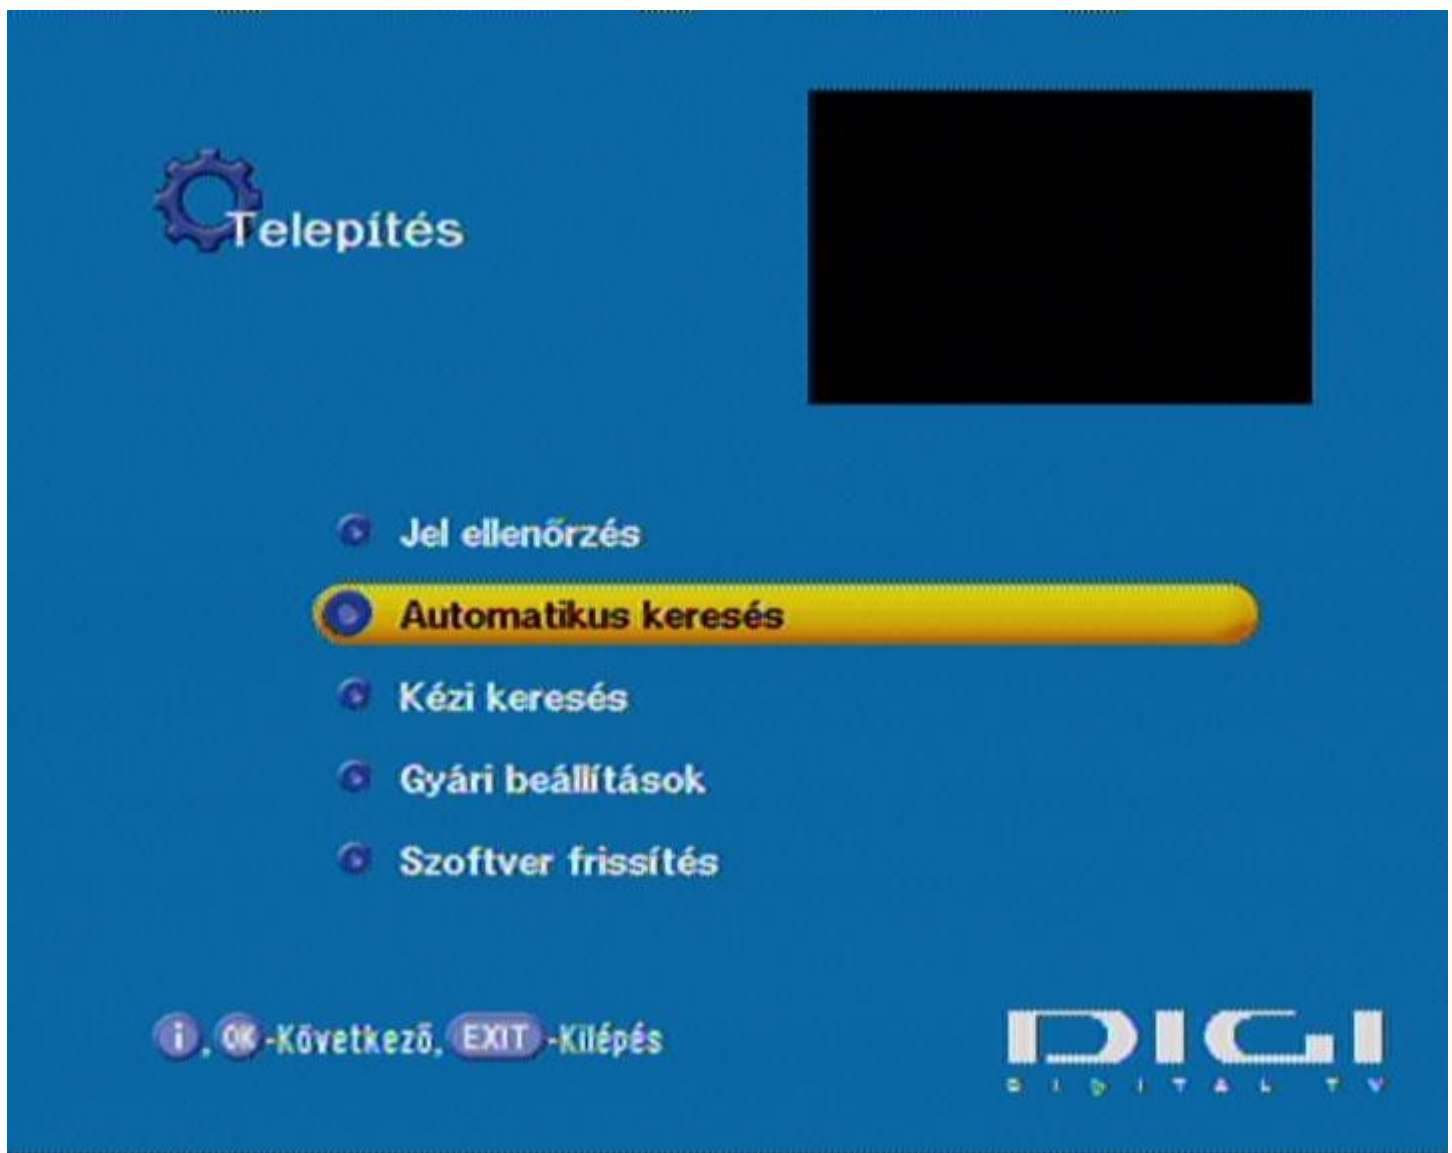 Telepítés
Jel ellenőrzés
Automatikus keresés
Kézi keresés
Gyári beállítások
Szoftver frissítés
i, OK-Következő, EXIT-Kilépés
DIGI
DIGITAL TV